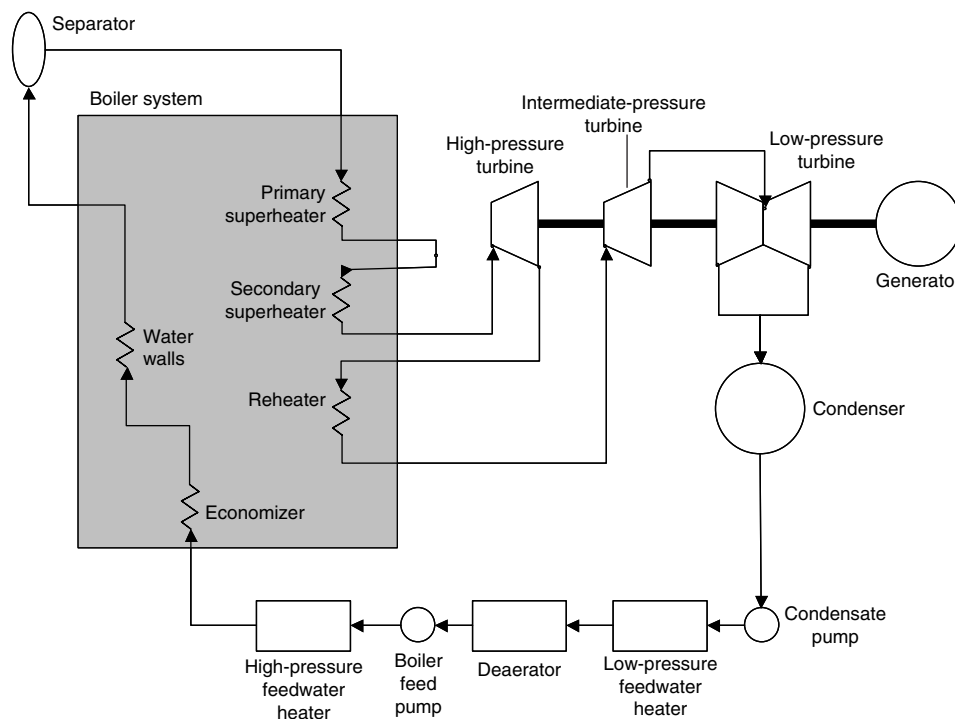 Separator
Boiler system
Intermediate-pressure
turbine
High-pressure
turbine
Low-pressure
turbine
Primary
superheater
Secondary
superheater
Generato
Water
walls
Reheater
Condenser
Economizer
Condensate
pump
High-pressure
feedwater
heater
Boiler
feed
pump
Deaerator
Low-pressure
feedwater
heater